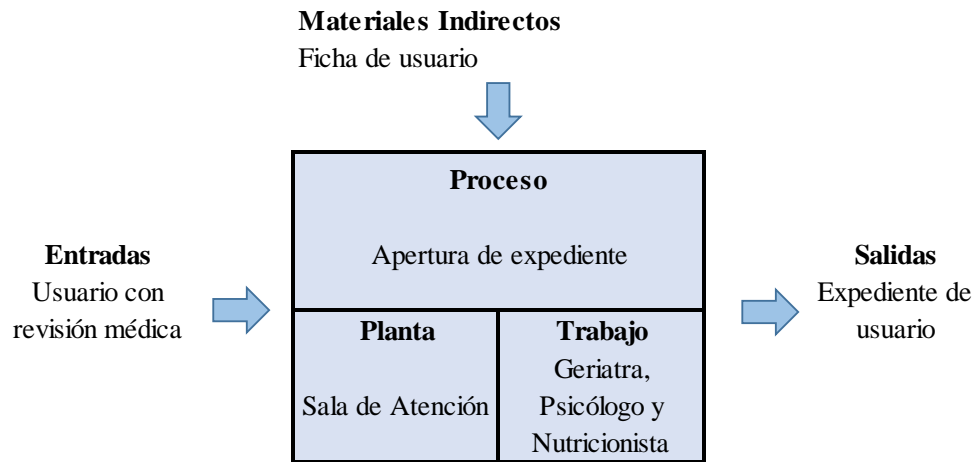 Materiales Indirectos
Ficha de usuario
Proceso
Apertura de expediente
Entradas
Usuario con
revisión médica
Salidas
Expediente de
usuario
Planta
Sala de Atención
Trabajo
Geriatra,
Psicólogo y
Nutricionista